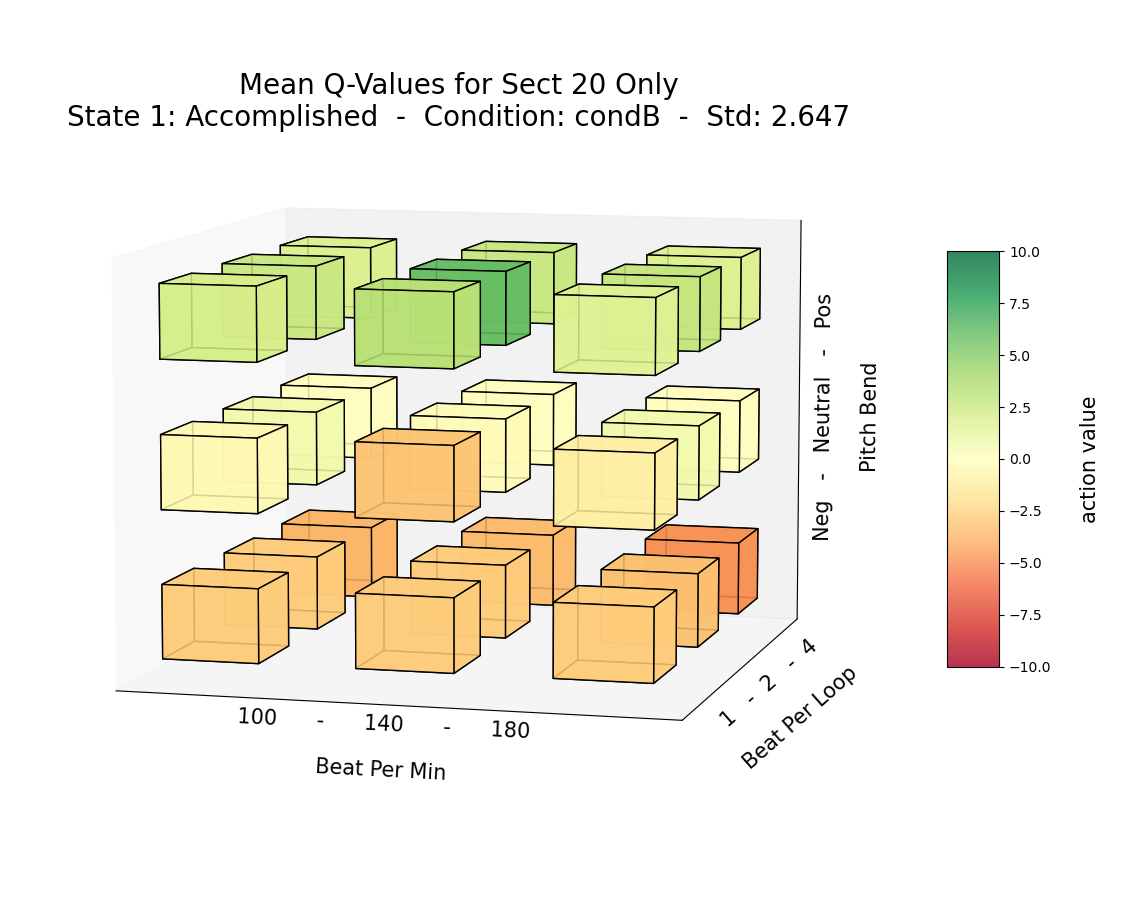 Mean Q-Values for Sect 20 Only
State 1: Accomplished  -  Condition: condB  -  Std: 2.647
Neg   -   Neutral   -   Pos
Pitch Bend
1  -  2  -  4
Beat Per Loop
100      -      140      -      180
Beat Per Min
10.0
7.5
5.0
2.5
0.0
−2.5
−5.0
−7.5
−10.0
action value